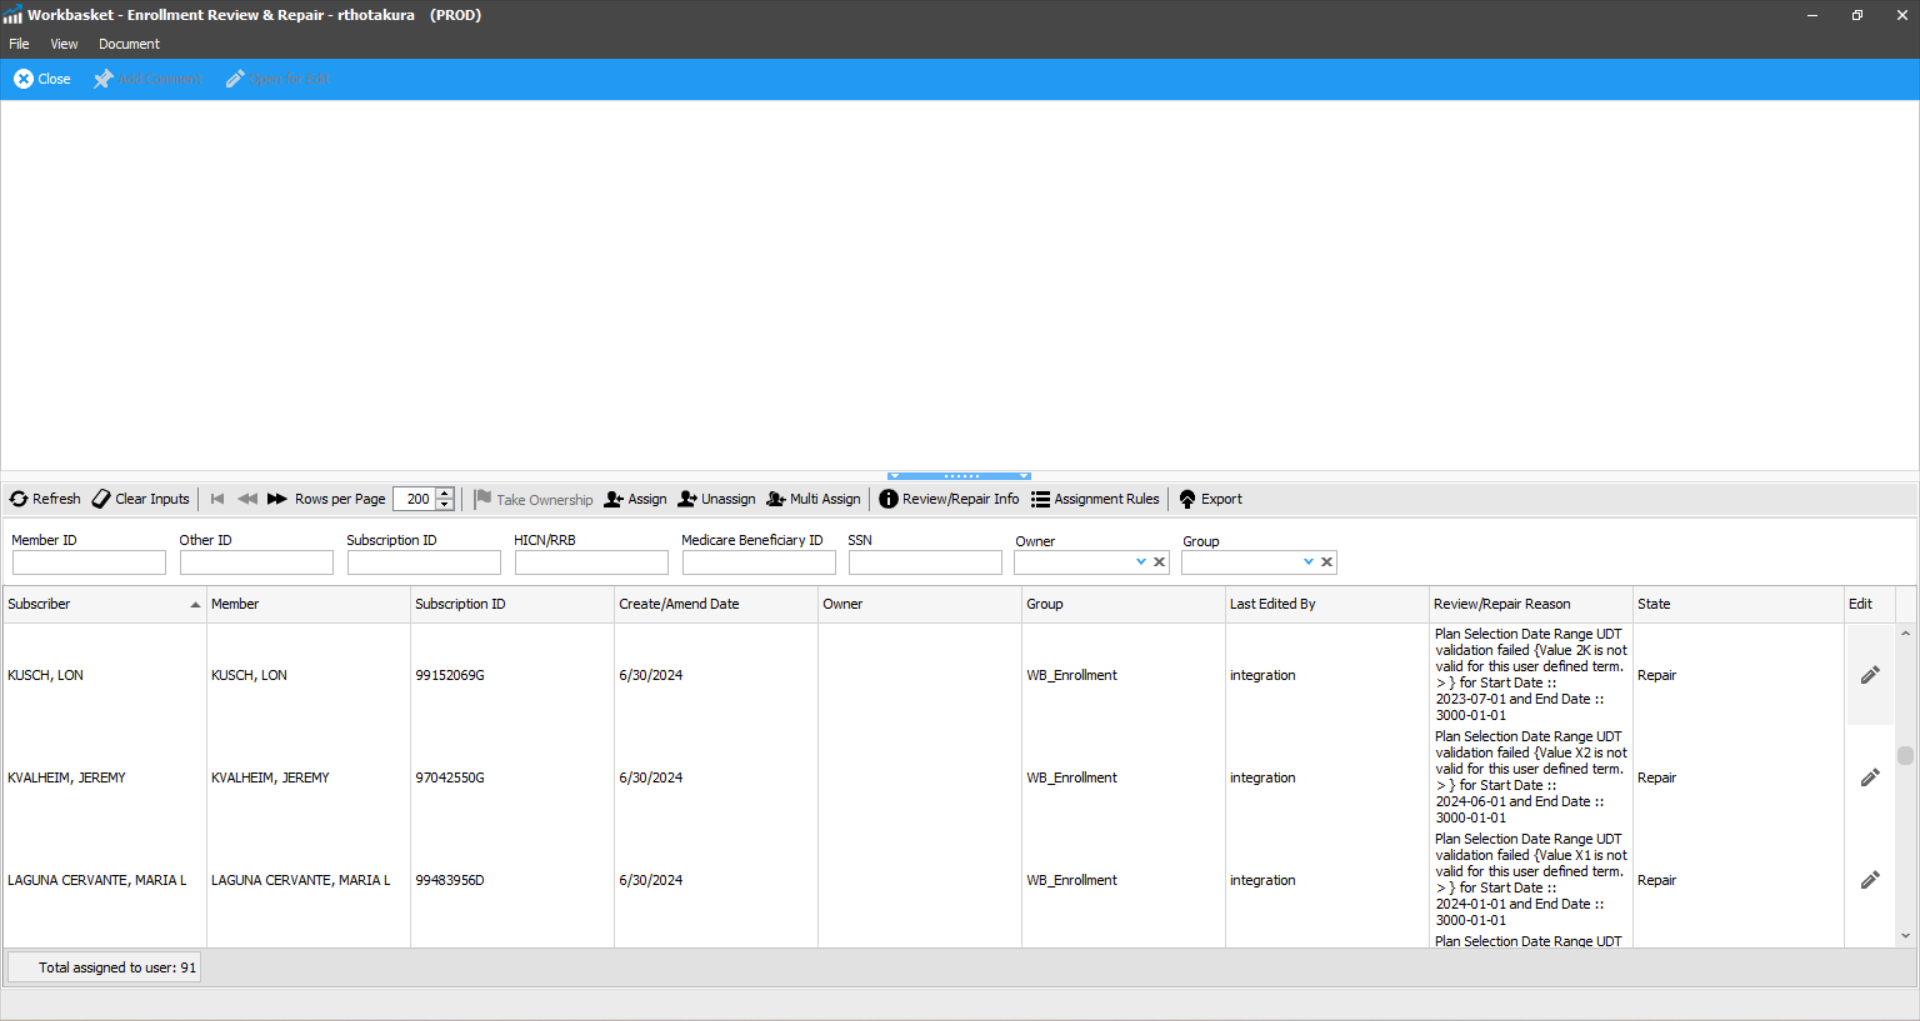 Workbasket - Enrollment Review & Repair - rthotakura (PROD)
File View Document
Close Add Comment Open for Edit
Refresh Clear Inputs Rows per Page 200 Take Ownership Assign Unassign Multi Assign Review/Repair Info Assignment Rules Export
Member ID Other ID Subscription ID HICN/RRB Medicare Beneficiary ID SSN Owner Group
Subscriber Member Subscription ID Create/Amend Date Owner Group Last Edited By Review/Repair Reason State Edit
KUSCH, LON KUSCH, LON 99152069G 6/30/2024 WB_Enrollment integration
Plan Selection Date Range UDT
validation failed {Value 2K is not
valid for this user defined term.
> } for Start Date ::
2023-07-01 and End Date ::
3000-01-01
Repair
KVALHEIM, JEREMY KVALHEIM, JEREMY 97042550G 6/30/2024 WB_Enrollment integration
Plan Selection Date Range UDT
validation failed {Value X2 is not
valid for this user defined term.
> } for Start Date ::
2024-06-01 and End Date ::
3000-01-01
Repair
LAGUNA CERVANTE, MARIA L LAGUNA CERVANTE, MARIA L 99483956D 6/30/2024 WB_Enrollment integration
Plan Selection Date Range UDT
validation failed {Value X1 is not
valid for this user defined term.
> } for Start Date ::
2024-01-01 and End Date ::
3000-01-01
Repair
Plan Selection Date Range UDT
Total assigned to user: 91